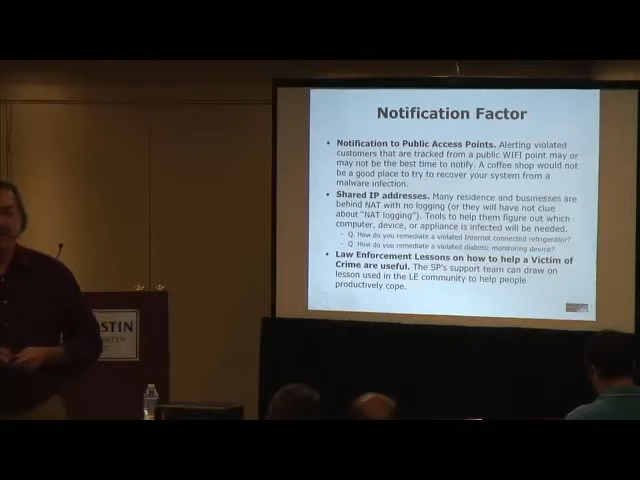 Notification Factor
• Notification to Public Access Points. Alerting violated
customers that are tracked from a public WIFI point may or
may not be the best time to notify. A coffee shop would not
be a good place to try to recover your system from a
malware infection.
• Shared IP addresses. Many residence and businesses are
behind NAT with no logging (or they will have not clue
about "NAT logging"). Tools to help them figure out which
computer, device, or appliance is infected will be needed.
– Q. How do you remediate a violated Internet connected refrigerator?
– Q. How do you remediate a violated diabetic monitoring device?
• Law Enforcement Lessons on how to help a Victim of
Crime are useful. The SP's support team can draw on
lesson used in the LE community to help people
productively cope.
STIN